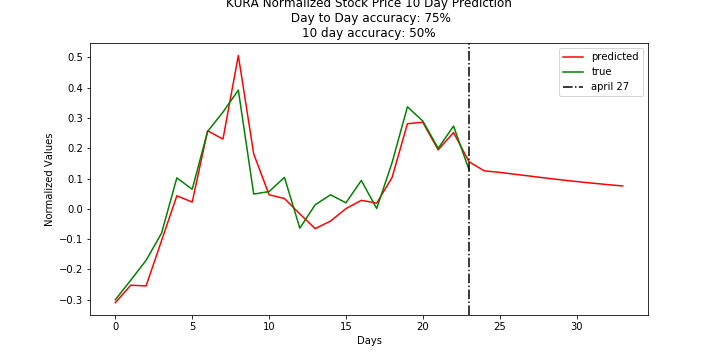 KURA Normalized Stock Price 10 Day Prediction
Day to Day accuracy: 75%
10 day accuracy: 50%
predicted
true
april 27
0.5
0.4
0.3
0.2
0.1
0.0
−0.1
−0.2
−0.3
Normalized Values
0 5 10 15 20 25 30
Days